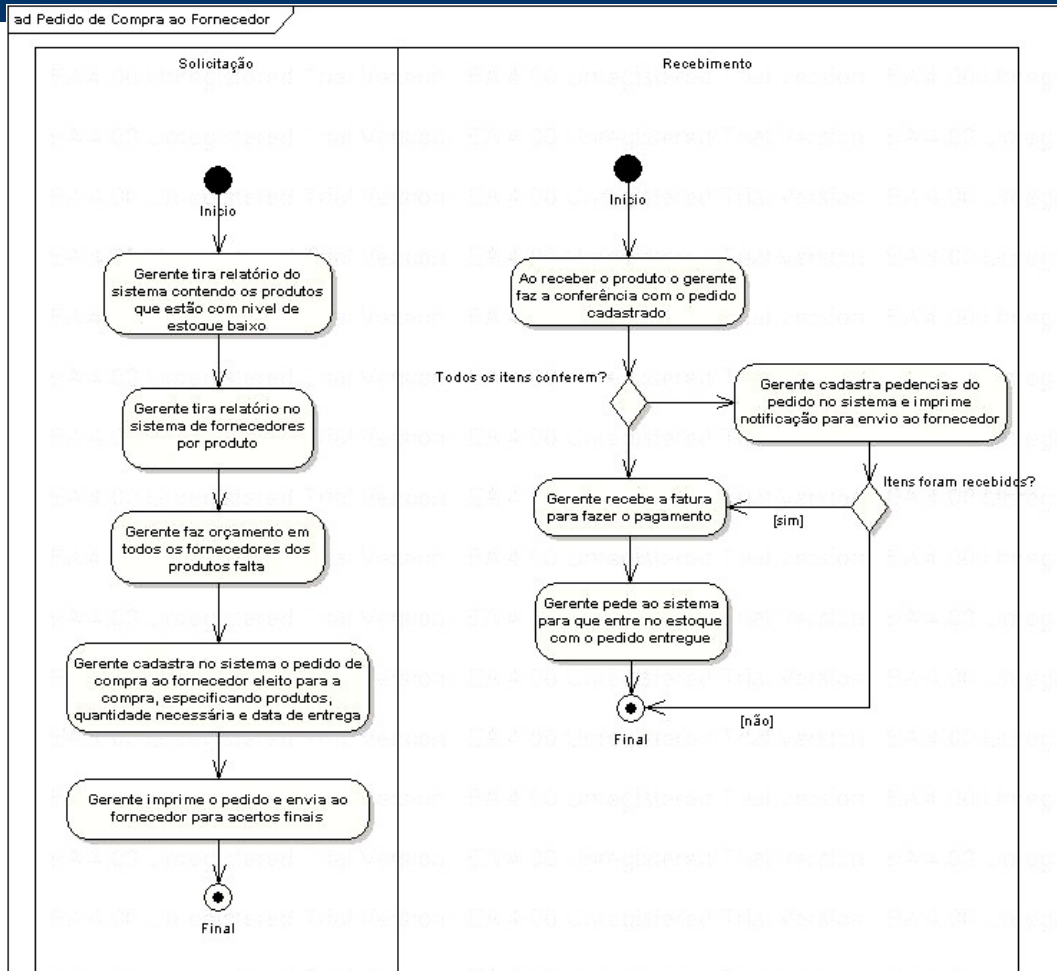 ad Pedido de Compra ao Fornecedor
Solicitação
Inicio
Gerente tira relatório do
sistema contendo os produtos
que estão com nivel de
estoque baixo
Gerente tira relatório no
sistema de fornecedores
por produto
Gerente faz orçamento em
todos os fornecedores dos
produtos falta
Gerente cadastra no sistema o pedido de
compra ao fornecedor eleito para a
compra, especificando produtos,
quantidade necessária e data de entrega
Gerente imprime o pedido e envia ao
fornecedor para acertos finais
Final
Recebimento
Inicio
Ao receber o produto o gerente
faz a conferência com o pedido
cadastrado
Todos os itens conferem?
Gerente cadastra pedencias do
pedido no sistema e imprime
notificação para envio ao fornecedor
Itens foram recebidos?
[sim]
Gerente recebe a fatura
para fazer o pagamento
Gerente pede ao sistema
para que entre no estoque
com o pedido entregue
[não]
Final